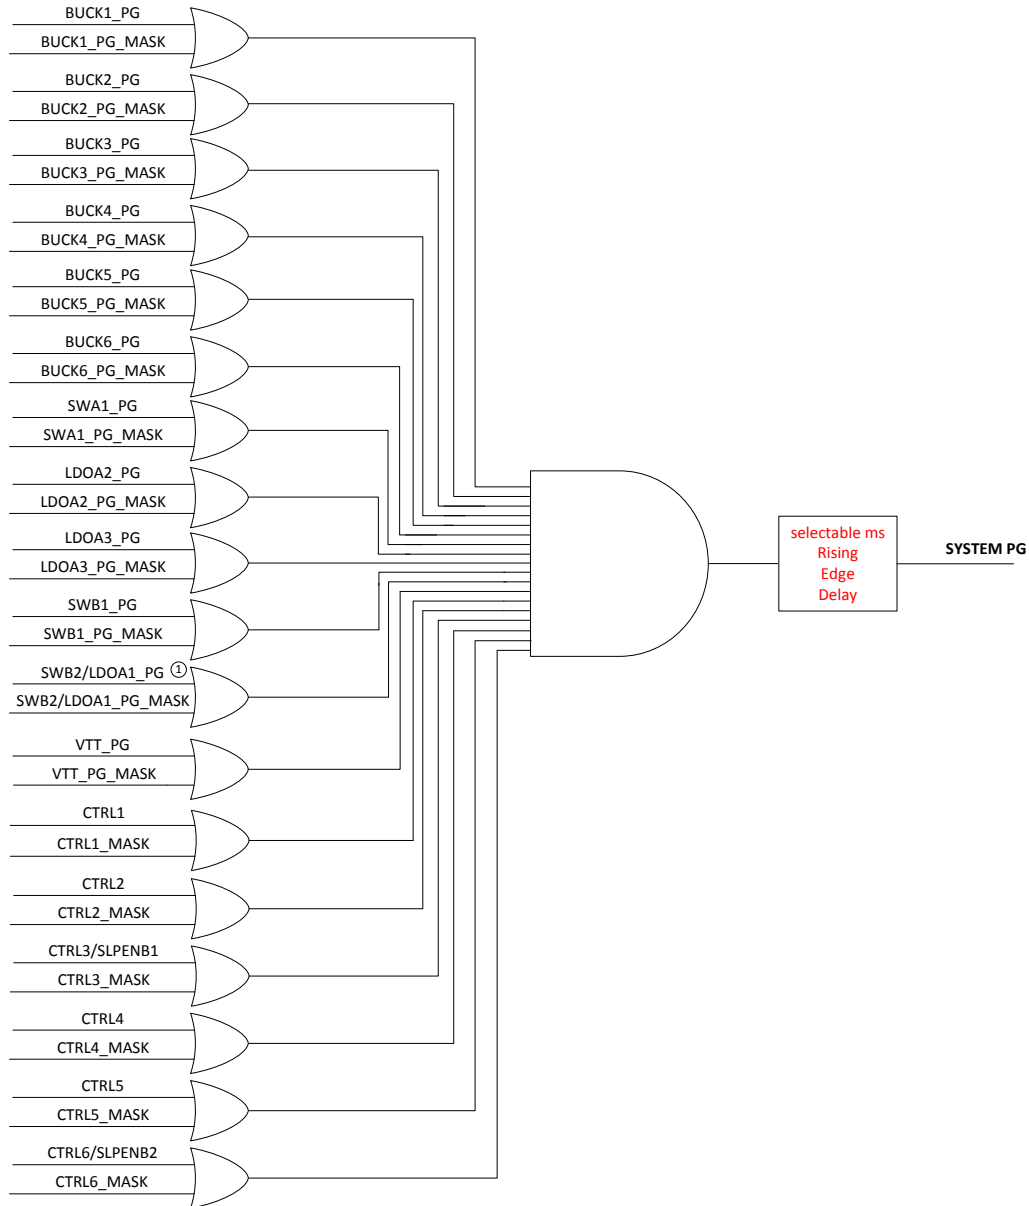 BUCK1_PG
BUCK1_PG_MASK
BUCK2_PG
BUCK2_PG_MASK
BUCK3_PG
BUCK3_PG_MASK
BUCK4_PG
BUCK4_PG_MASK
BUCK5_PG
BUCK5_PG_MASK
BUCK6_PG
BUCK6_PG_MASK
SWA1_PG
SWA1_PG_MASK
LDOA2_PG
LDOA2_PG_MASK
LDOA3_PG
LDOA3_PG_MASK
SWB1_PG
SWB1_PG_MASK
SWB2/LDOA1_PG ①
SWB2/LDOA1_PG_MASK
VTT_PG
VTT_PG_MASK
CTRL1
CTRL1_MASK
CTRL2
CTRL2_MASK
CTRL3/SLPENB1
CTRL3_MASK
CTRL4
CTRL4_MASK
CTRL5
CTRL5_MASK
CTRL6/SLPENB2
CTRL6_MASK
selectable ms
Rising
Edge
Delay
SYSTEM PG